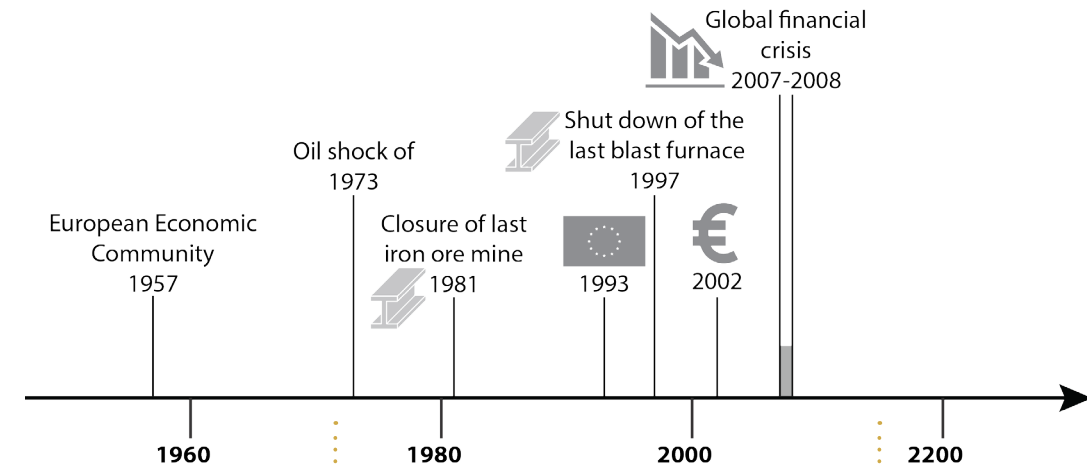 Global financial
crisis
2007-2008
Shut down of the
last blast furnace
1997
Oil shock of
1973
European Economic
Community
1957
Closure of last
iron ore mine
1981
1993
€
2002
1960
1980
2000
2200